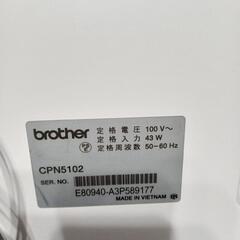 brother
定格電圧 100 V～
定格入力 43 W
定格周波数 50-60 Hz
CPN5102
SER. NO.
E80940-A3P589177
MADE IN VIETNAM